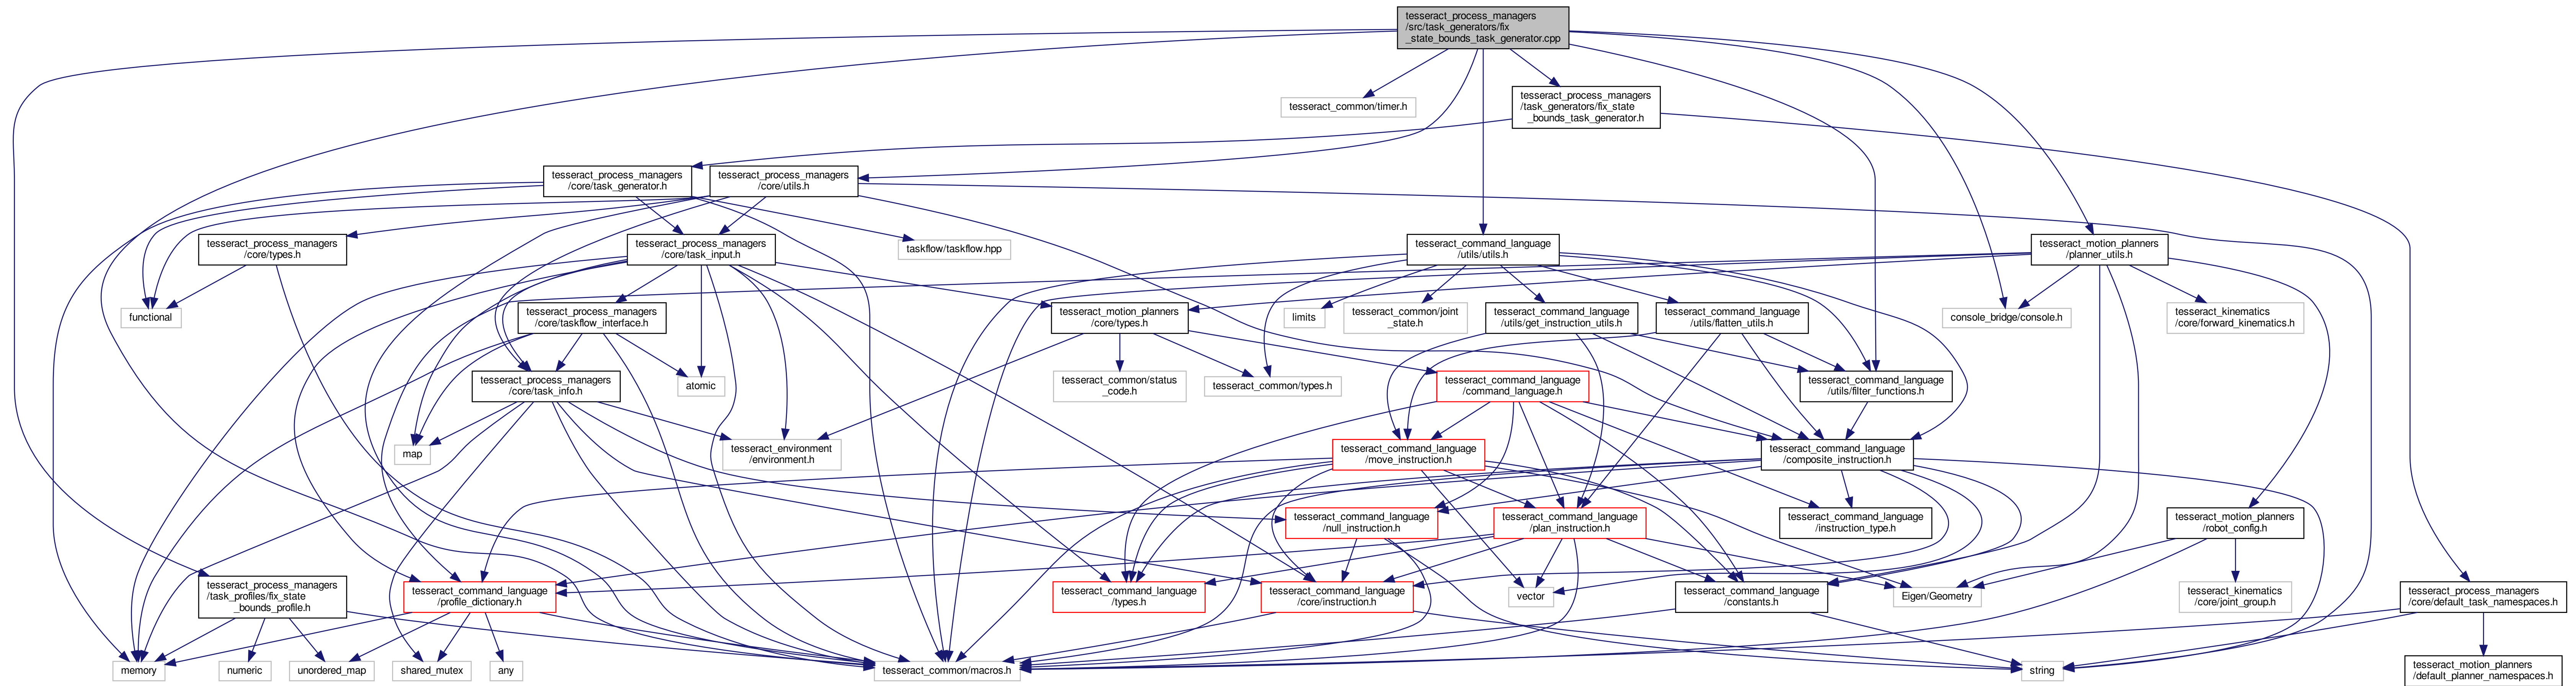 tesseract_process_managers
/src/task_generators/fix
_state_bounds_task_generator.cpp
tesseract_common/timer.h
tesseract_process_managers
/task_generators/fix_state
_bounds_task_generator.h
tesseract_process_managers
/core/task_generator.h
tesseract_process_managers
/core/utils.h
tesseract_process_managers
/core/types.h
tesseract_process_managers
/core/task_input.h
taskflow/taskflow.hpp
tesseract_command_language
/utils/utils.h
tesseract_motion_planners
/planner_utils.h
functional
tesseract_process_managers
/core/taskflow_interface.h
tesseract_motion_planners
/core/types.h
limits
tesseract_common/joint
_state.h
tesseract_command_language
/utils/get_instruction_utils.h
tesseract_command_language
/utils/flatten_utils.h
console_bridge/console.h
tesseract_kinematics
/core/forward_kinematics.h
tesseract_process_managers
/core/task_info.h
atomic
tesseract_common/status
_code.h
tesseract_common/types.h
tesseract_command_language
/command_language.h
tesseract_command_language
/utils/filter_functions.h
map
tesseract_environment
/environment.h
tesseract_command_language
/move_instruction.h
tesseract_command_language
/composite_instruction.h
tesseract_command_language
/null_instruction.h
tesseract_command_language
/plan_instruction.h
tesseract_command_language
/instruction_type.h
tesseract_motion_planners
/robot_config.h
tesseract_process_managers
/task_profiles/fix_state
_bounds_profile.h
tesseract_command_language
/profile_dictionary.h
tesseract_command_language
/types.h
tesseract_command_language
/core/instruction.h
vector
tesseract_command_language
/constants.h
Eigen/Geometry
tesseract_kinematics
/core/joint_group.h
tesseract_process_managers
/core/default_task_namespaces.h
memory
numeric
unordered_map
shared_mutex
any
tesseract_common/macros.h
string
tesseract_motion_planners
/default_planner_namespaces.h